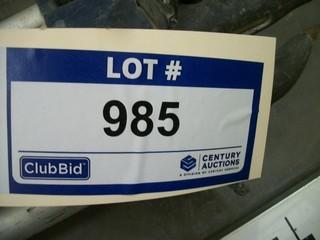 LOT #
985
ClubBid
CENTURY
AUCTIONS
A DIVISION OF CENTURY SERVICES